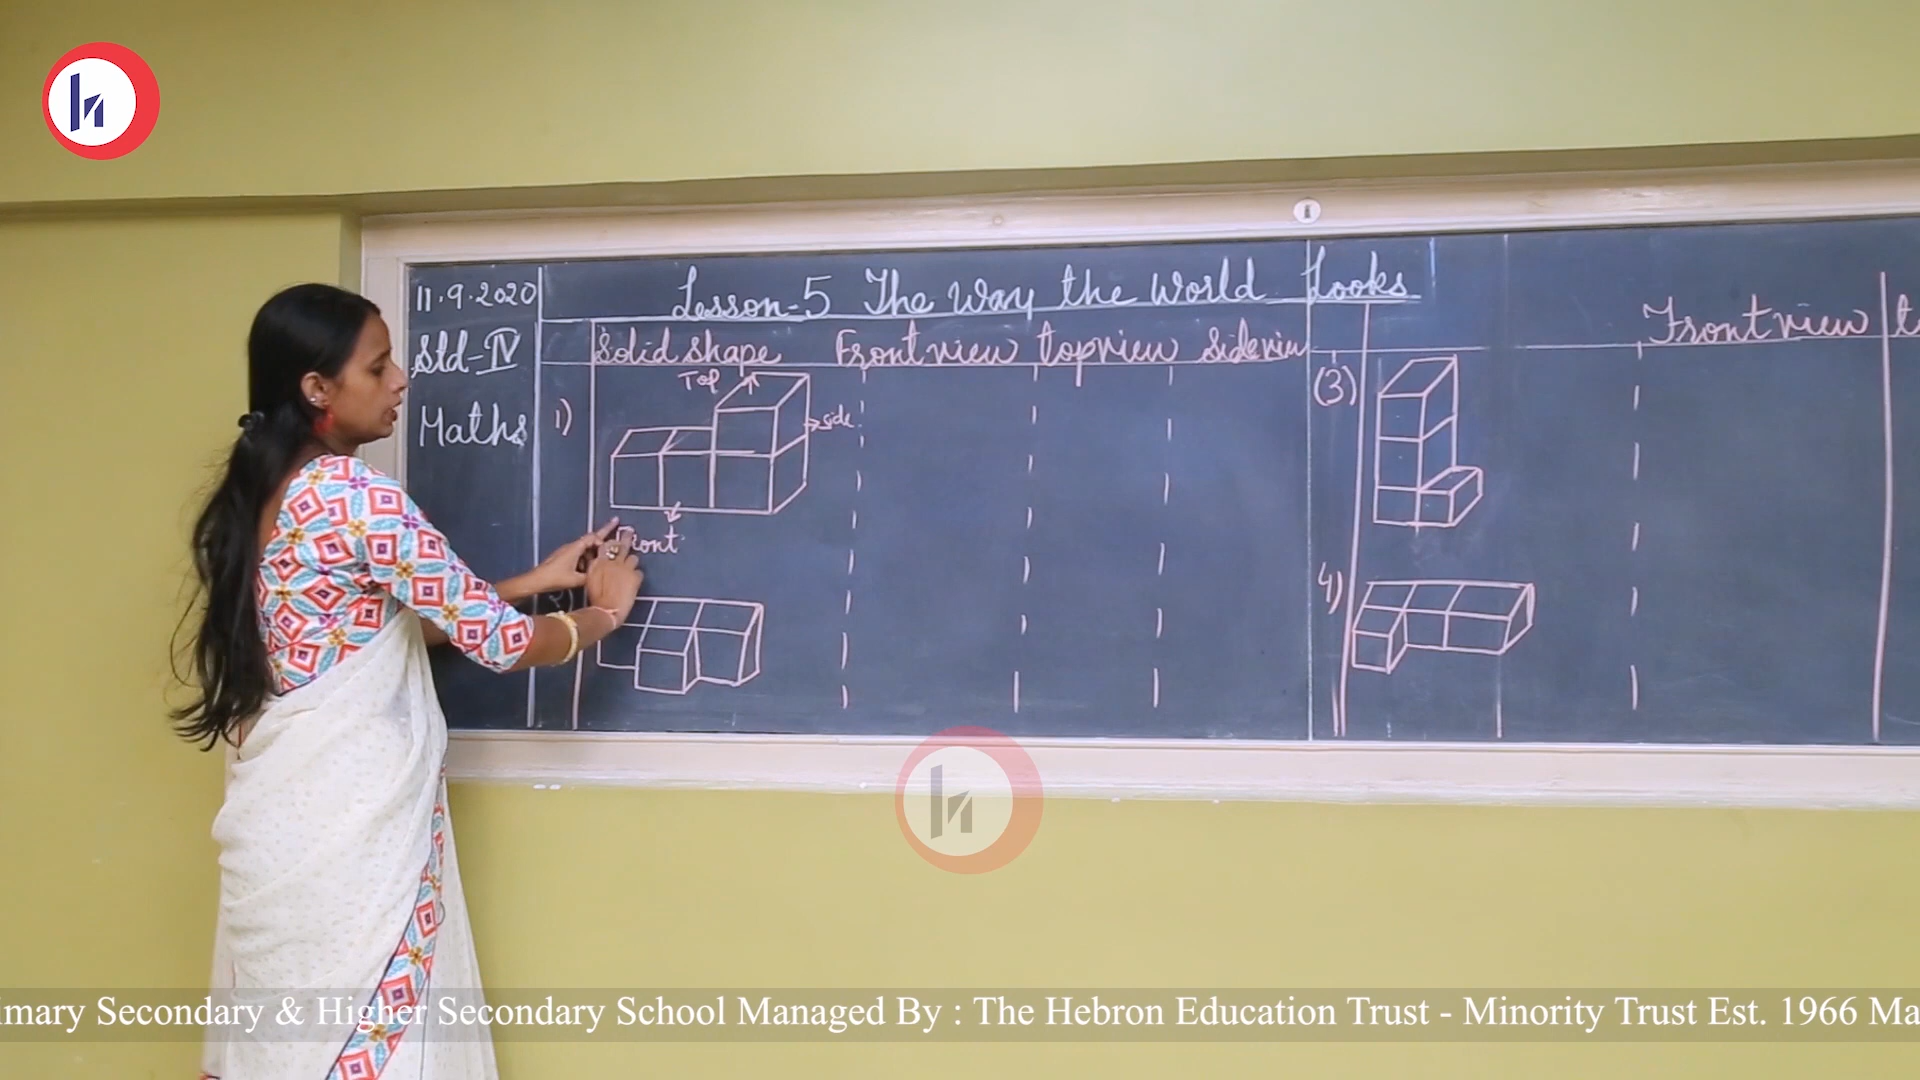 11.9.2020
Std-IV
Maths
Lesson-5 The Way the World Looks
Solid shape Front view top view Side view
1)
Top
side
Front
2)
Front view
(3)
4)
Secondary & Higher Secondary School Managed By : The Hebron Education Trust - Minority Trust Est. 1966